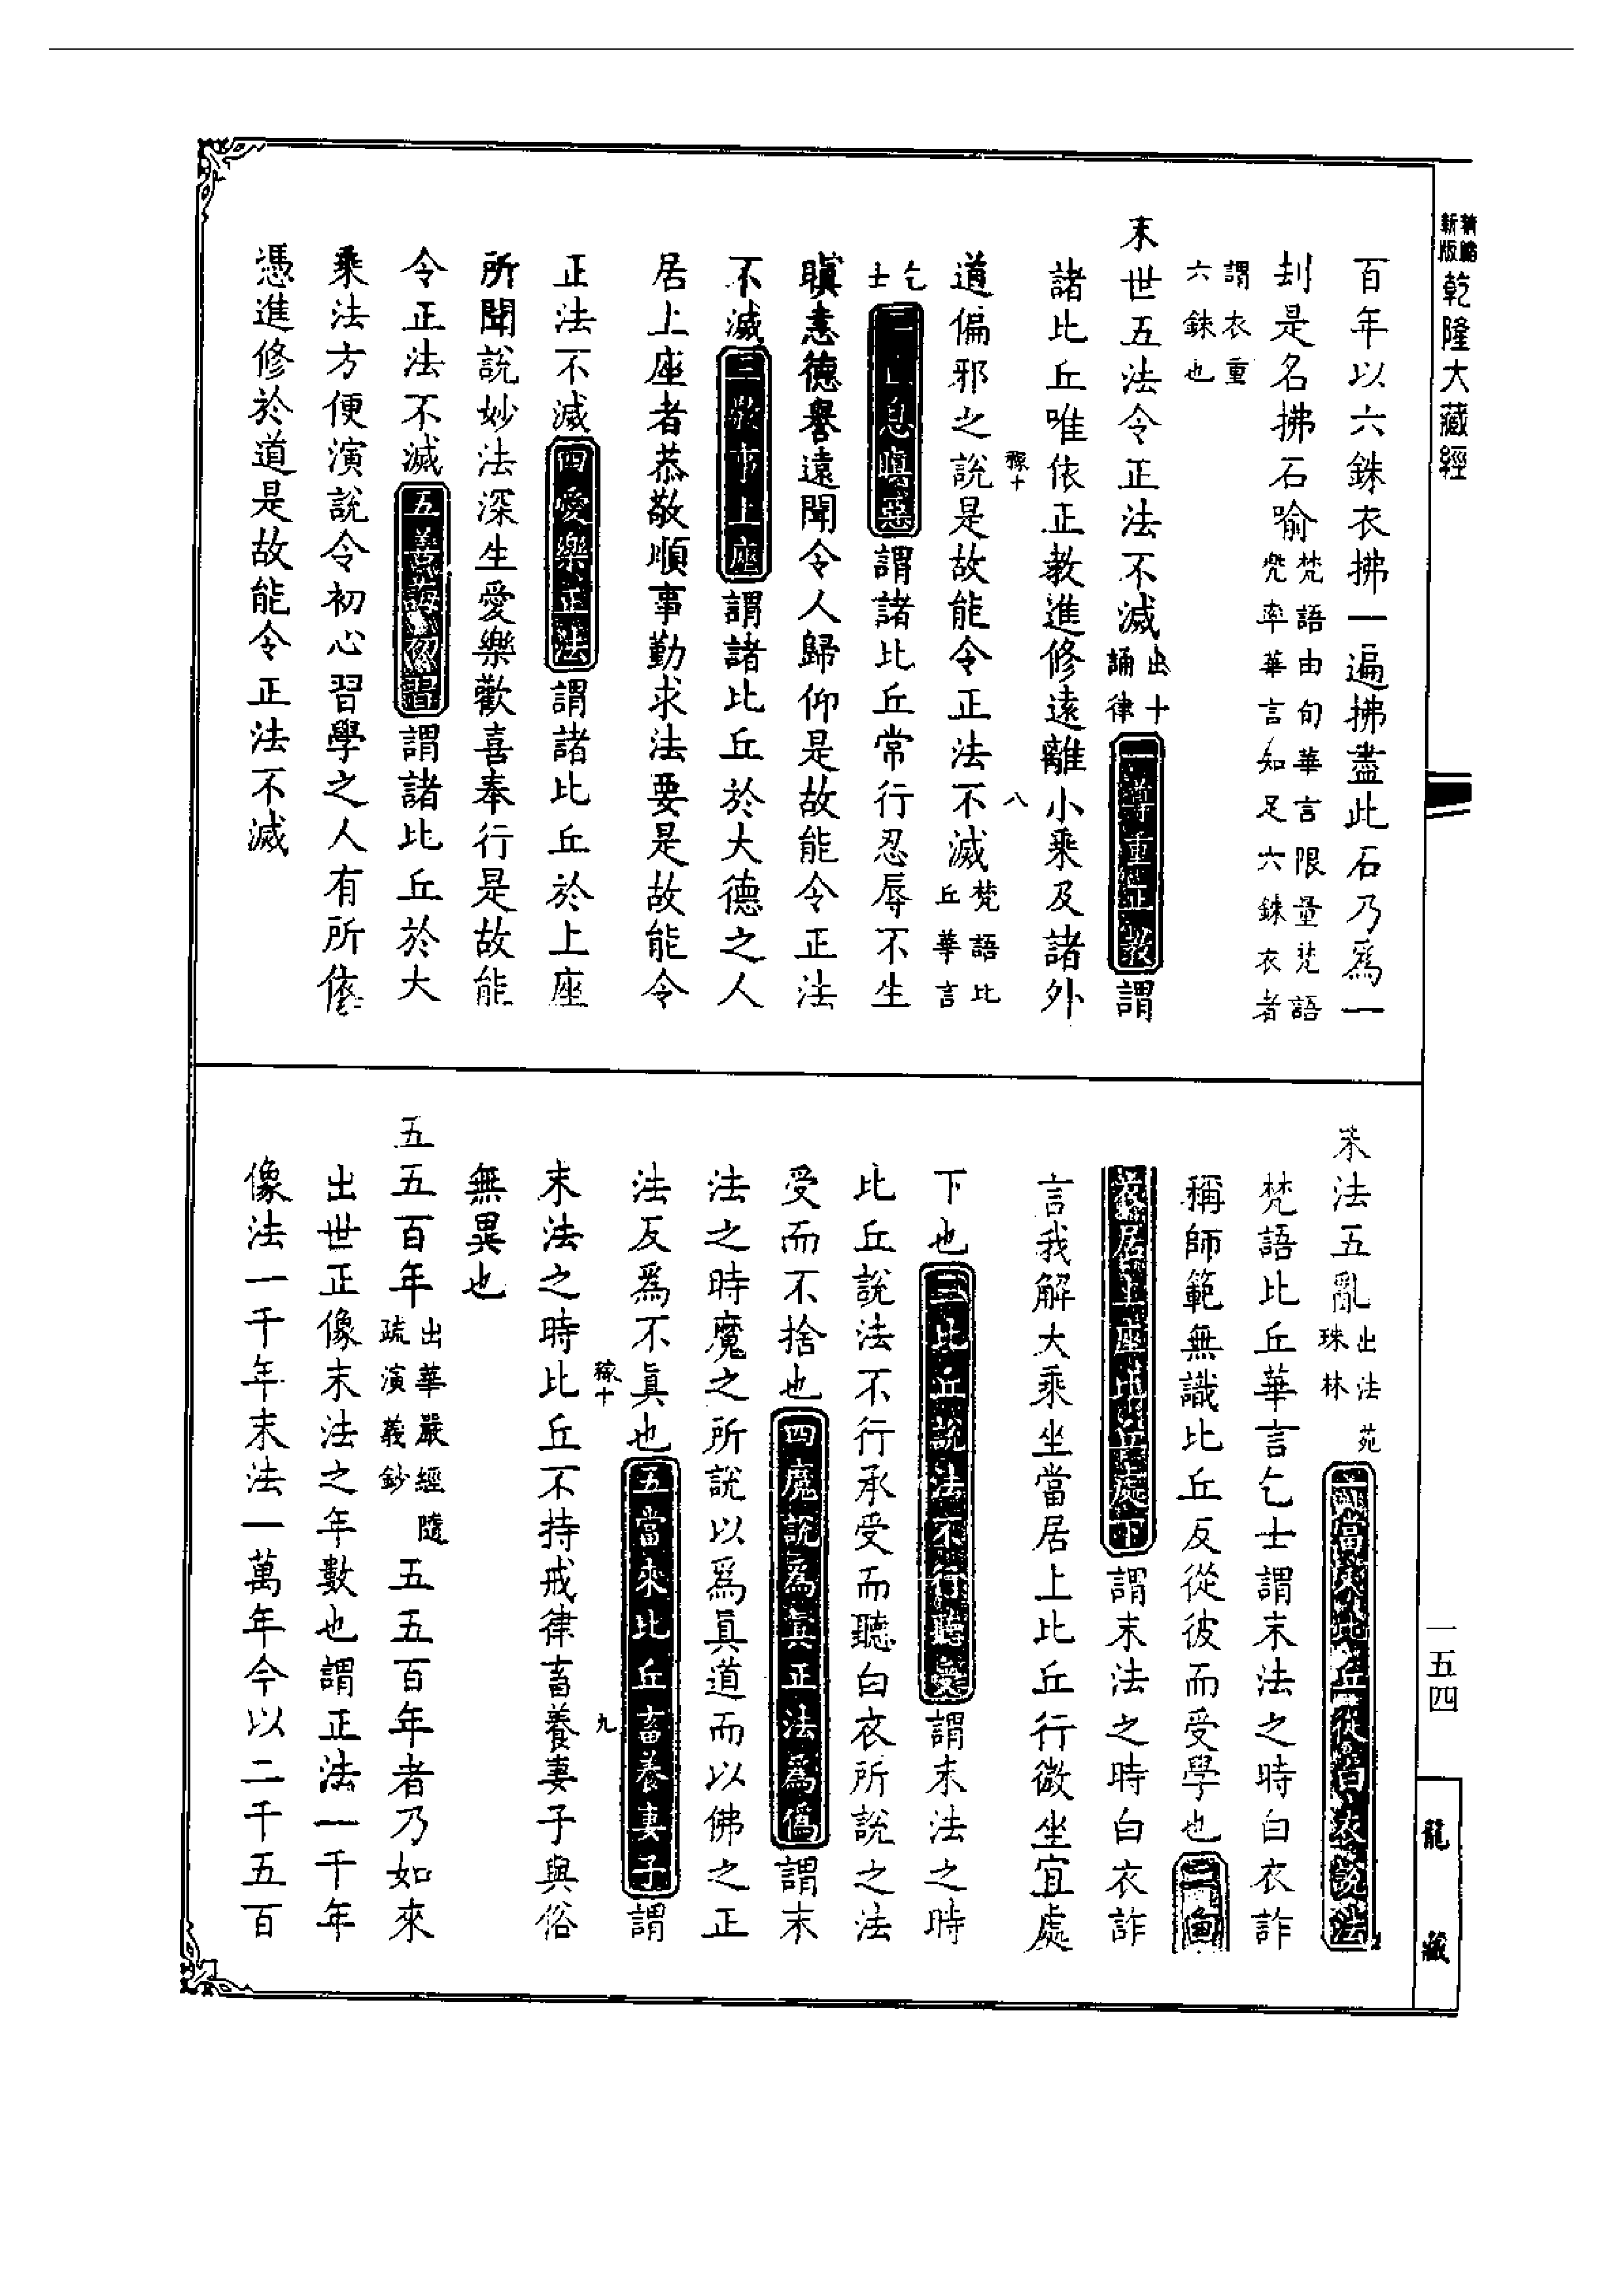 新版
精縮
乾隆大藏經
百年以六銖衣拂一遍拂盡此石乃爲一
刦是名拂石喻梵語由旬華言限量梵語
兜率華言知足六銖衣者
謂衣重
六銖也
末世五法令正法不滅出十
誦律一尊重正教謂
諸比丘唯依正教進修遠離小乘及諸外
道偏邪之說是故能令正法不滅梵語比
丘華言
稼十
八
乞
士二止息瞋惡謂諸比丘常行忍辱不生
瞋恚德譽遠聞令人歸仰是故能令正法
不滅三敬事上座謂諸比丘於大德之人
居上座者恭敬順事勤求法要是故能令
正法不滅四愛樂正法謂諸比丘於上座
所聞說妙法深生愛樂歡喜奉行是故能
令正法不滅五善誨初習謂諸比丘於大
乘法方便演說令初心習學之人有所依
憑進修於道是故能令正法不滅
末法五亂出法苑
珠林一當來比丘從白衣說法
梵語比丘華言乞士謂末法之時白衣詐
稱師範無識比丘反從彼而受學也二白
衣居上座比丘處下謂末法之時白衣詐
言我解大乘坐當居上比丘行微坐宜處
下也三比丘說法不行聽受謂末法之時
比丘說法不行承受而聽白衣所說之法
受而不捨也四魔說爲真正法爲僞謂末
法之時魔之所說以爲真道而以佛之正
法反爲不真也五當來比丘畜養妻子謂
稼十
九
末法之時比丘不持戒律畜養妻子與俗
無異也
五五百年出華嚴經隨
疏演義鈔五五百年者乃如來
出世正像末法之年數也謂正法一千年
像法一千年末法一萬年今以二千五百
一五四
龍藏